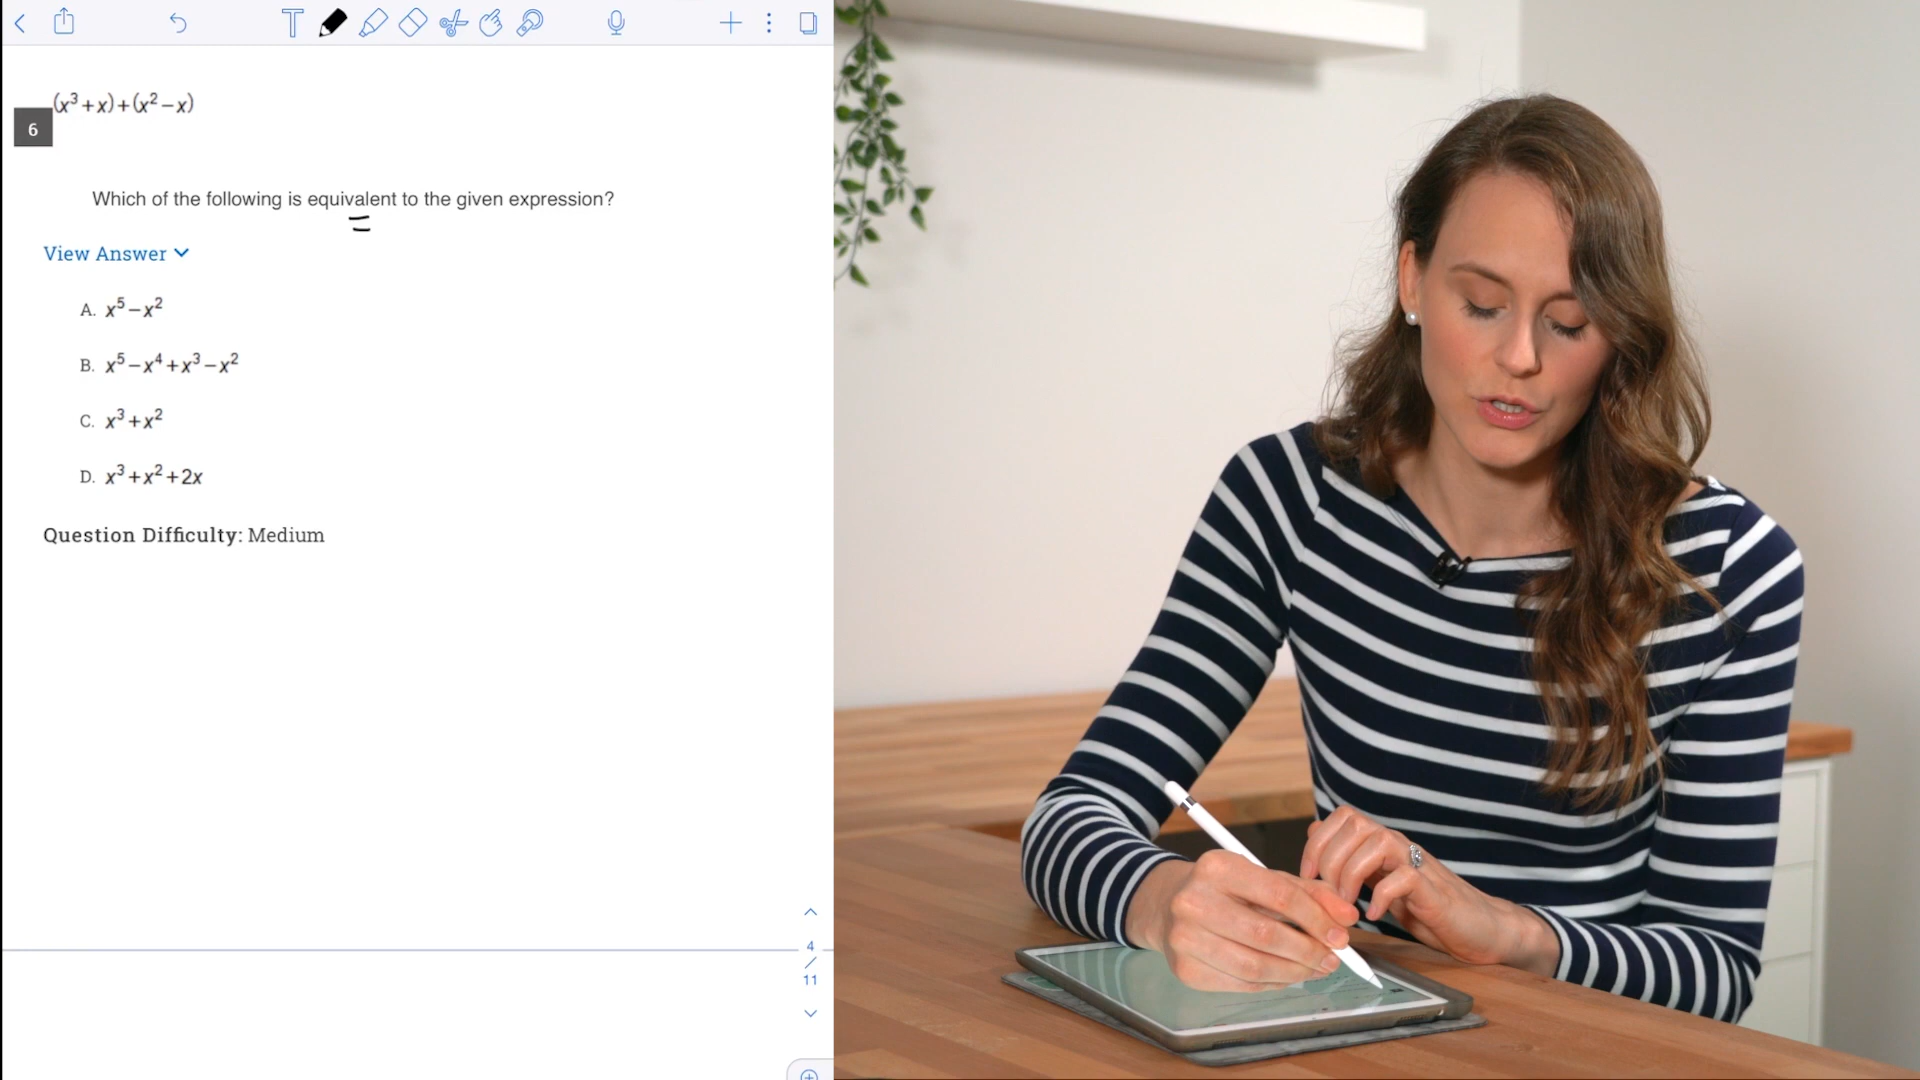 (x³+x)+(x²−x)
6
Which of the following is equivalent to the given expression?
=
View Answer
A. x⁵−x²
B. x⁵−x⁴+x³−x²
C. x³+x²
D. x³+x²+2x
Question Difficulty: Medium
4
/
11